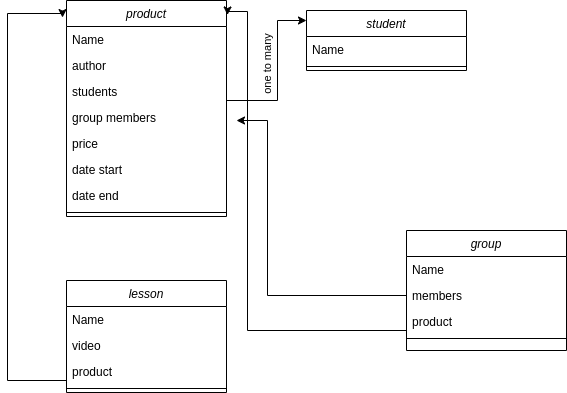 product
Name
author
students
group members
price
date start
date end
one to many
student
Name
lesson
Name
video
product
group
Name
members
product